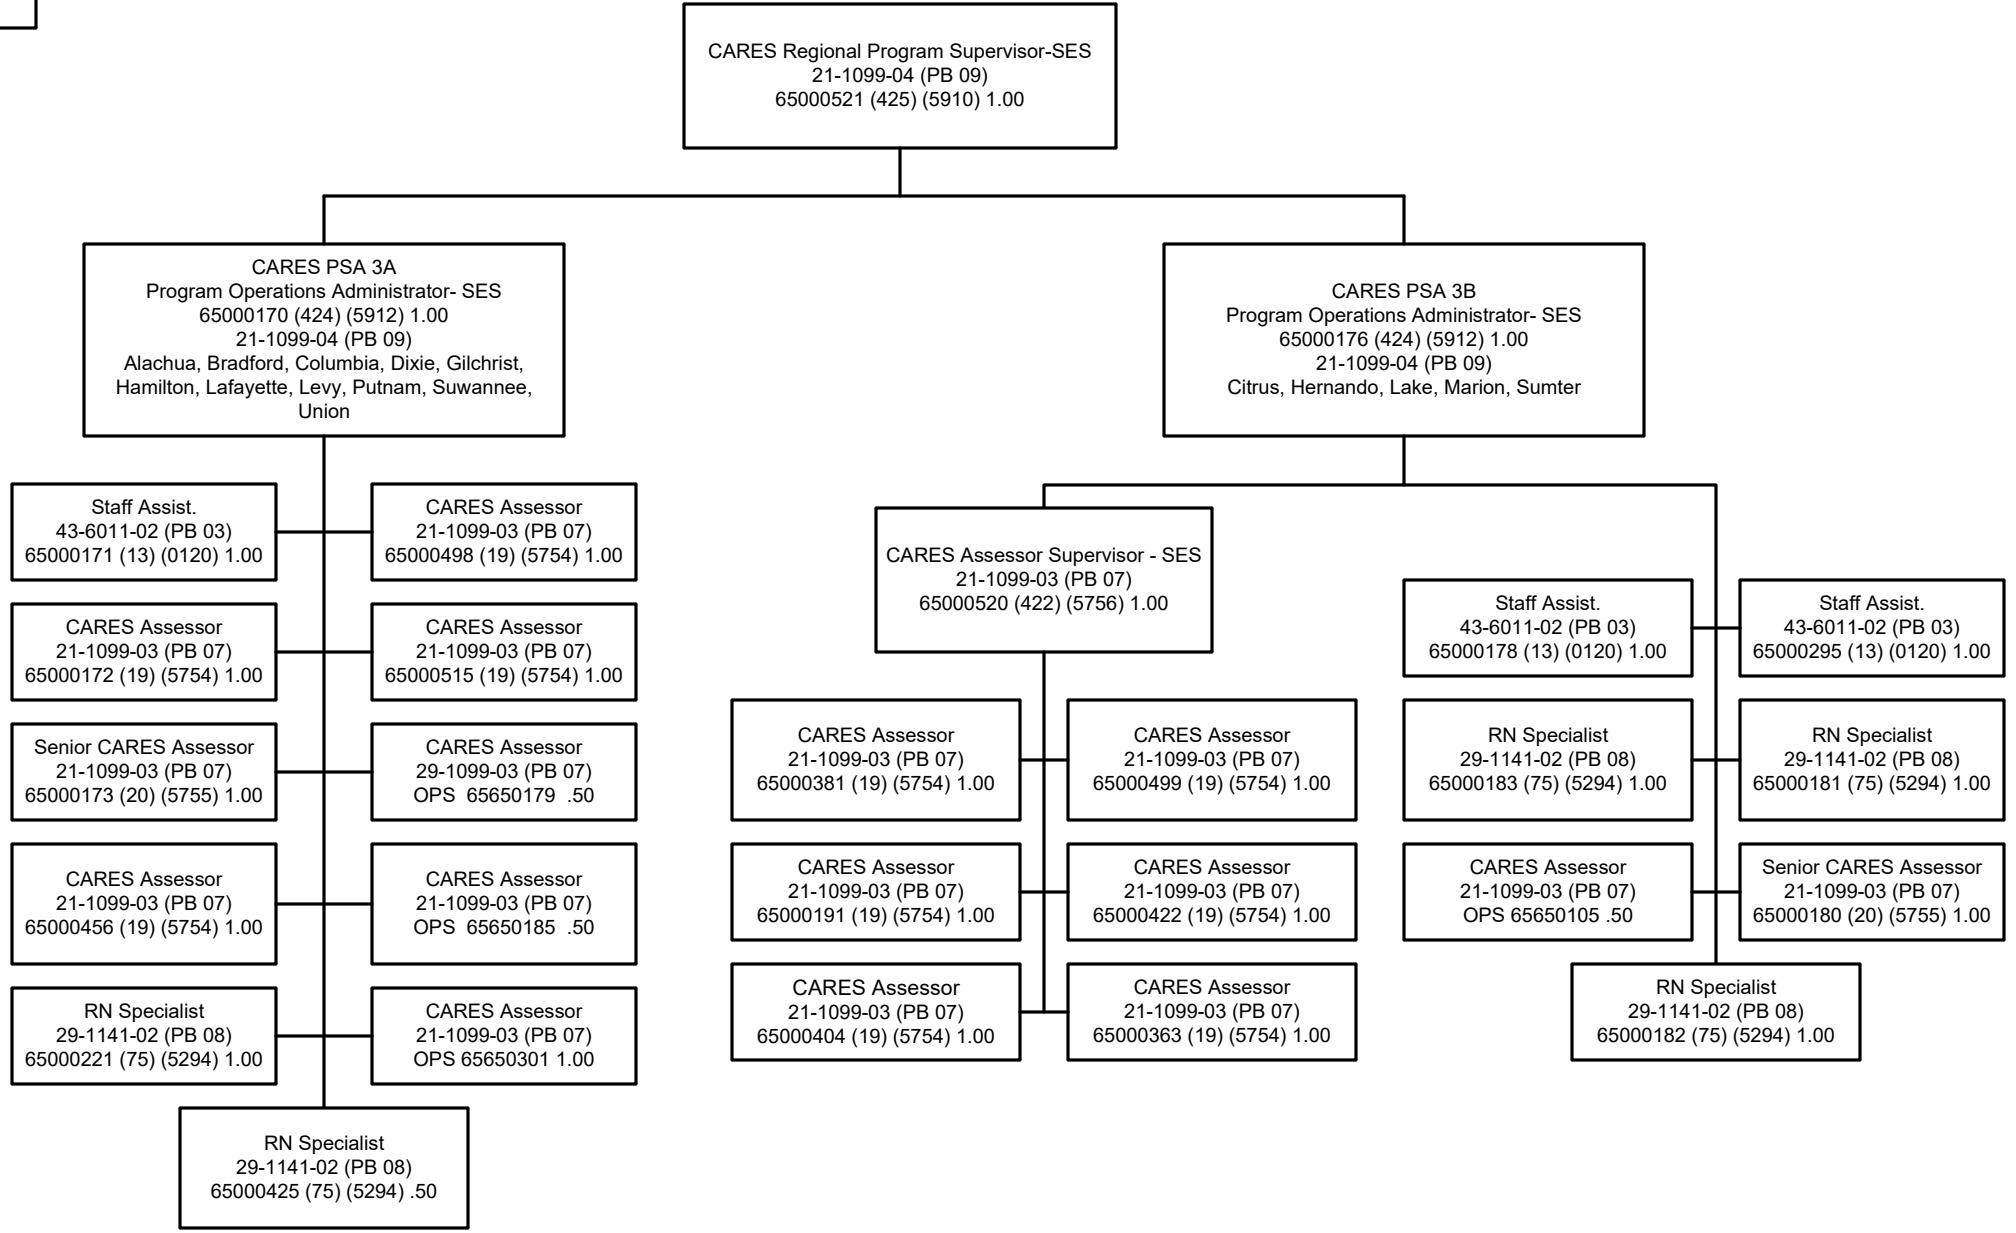 CARES Regional Program Supervisor-SES
21-1099-04 (PB 09)
65000521 (425) (5910) 1.00
CARES PSA 3A
Program Operations Administrator- SES
65000170 (424) (5912) 1.00
21-1099-04 (PB 09)
Alachua, Bradford, Columbia, Dixie, Gilchrist,
Hamilton, Lafayette, Levy, Putnam, Suwannee,
Union
CARES PSA 3B
Program Operations Administrator- SES
65000176 (424) (5912) 1.00
21-1099-04 (PB 09)
Citrus, Hernando, Lake, Marion, Sumter
Staff Assist.
43-6011-02 (PB 03)
65000171 (13) (0120) 1.00
CARES Assessor
21-1099-03 (PB 07)
65000498 (19) (5754) 1.00
CARES Assessor
21-1099-03 (PB 07)
65000172 (19) (5754) 1.00
CARES Assessor
21-1099-03 (PB 07)
65000515 (19) (5754) 1.00
Senior CARES Assessor
21-1099-03 (PB 07)
65000173 (20) (5755) 1.00
CARES Assessor
29-1099-03 (PB 07)
OPS  65650179  .50
CARES Assessor
21-1099-03 (PB 07)
65000456 (19) (5754) 1.00
CARES Assessor
21-1099-03 (PB 07)
OPS  65650185  .50
RN Specialist
29-1141-02 (PB 08)
65000221 (75) (5294) 1.00
CARES Assessor
21-1099-03 (PB 07)
OPS 65650301 1.00
RN Specialist
29-1141-02 (PB 08)
65000425 (75) (5294) .50
CARES Assessor Supervisor - SES
21-1099-03 (PB 07)
65000520 (422) (5756) 1.00
CARES Assessor
21-1099-03 (PB 07)
65000381 (19) (5754) 1.00
CARES Assessor
21-1099-03 (PB 07)
65000499 (19) (5754) 1.00
CARES Assessor
21-1099-03 (PB 07)
65000191 (19) (5754) 1.00
CARES Assessor
21-1099-03 (PB 07)
65000422 (19) (5754) 1.00
CARES Assessor
21-1099-03 (PB 07)
65000404 (19) (5754) 1.00
CARES Assessor
21-1099-03 (PB 07)
65000363 (19) (5754) 1.00
Staff Assist.
43-6011-02 (PB 03)
65000178 (13) (0120) 1.00
Staff Assist.
43-6011-02 (PB 03)
65000295 (13) (0120) 1.00
RN Specialist
29-1141-02 (PB 08)
65000183 (75) (5294) 1.00
RN Specialist
29-1141-02 (PB 08)
65000181 (75) (5294) 1.00
CARES Assessor
21-1099-03 (PB 07)
OPS 65650105 .50
Senior CARES Assessor
21-1099-03 (PB 07)
65000180 (20) (5755) 1.00
RN Specialist
29-1141-02 (PB 08)
65000182 (75) (5294) 1.00